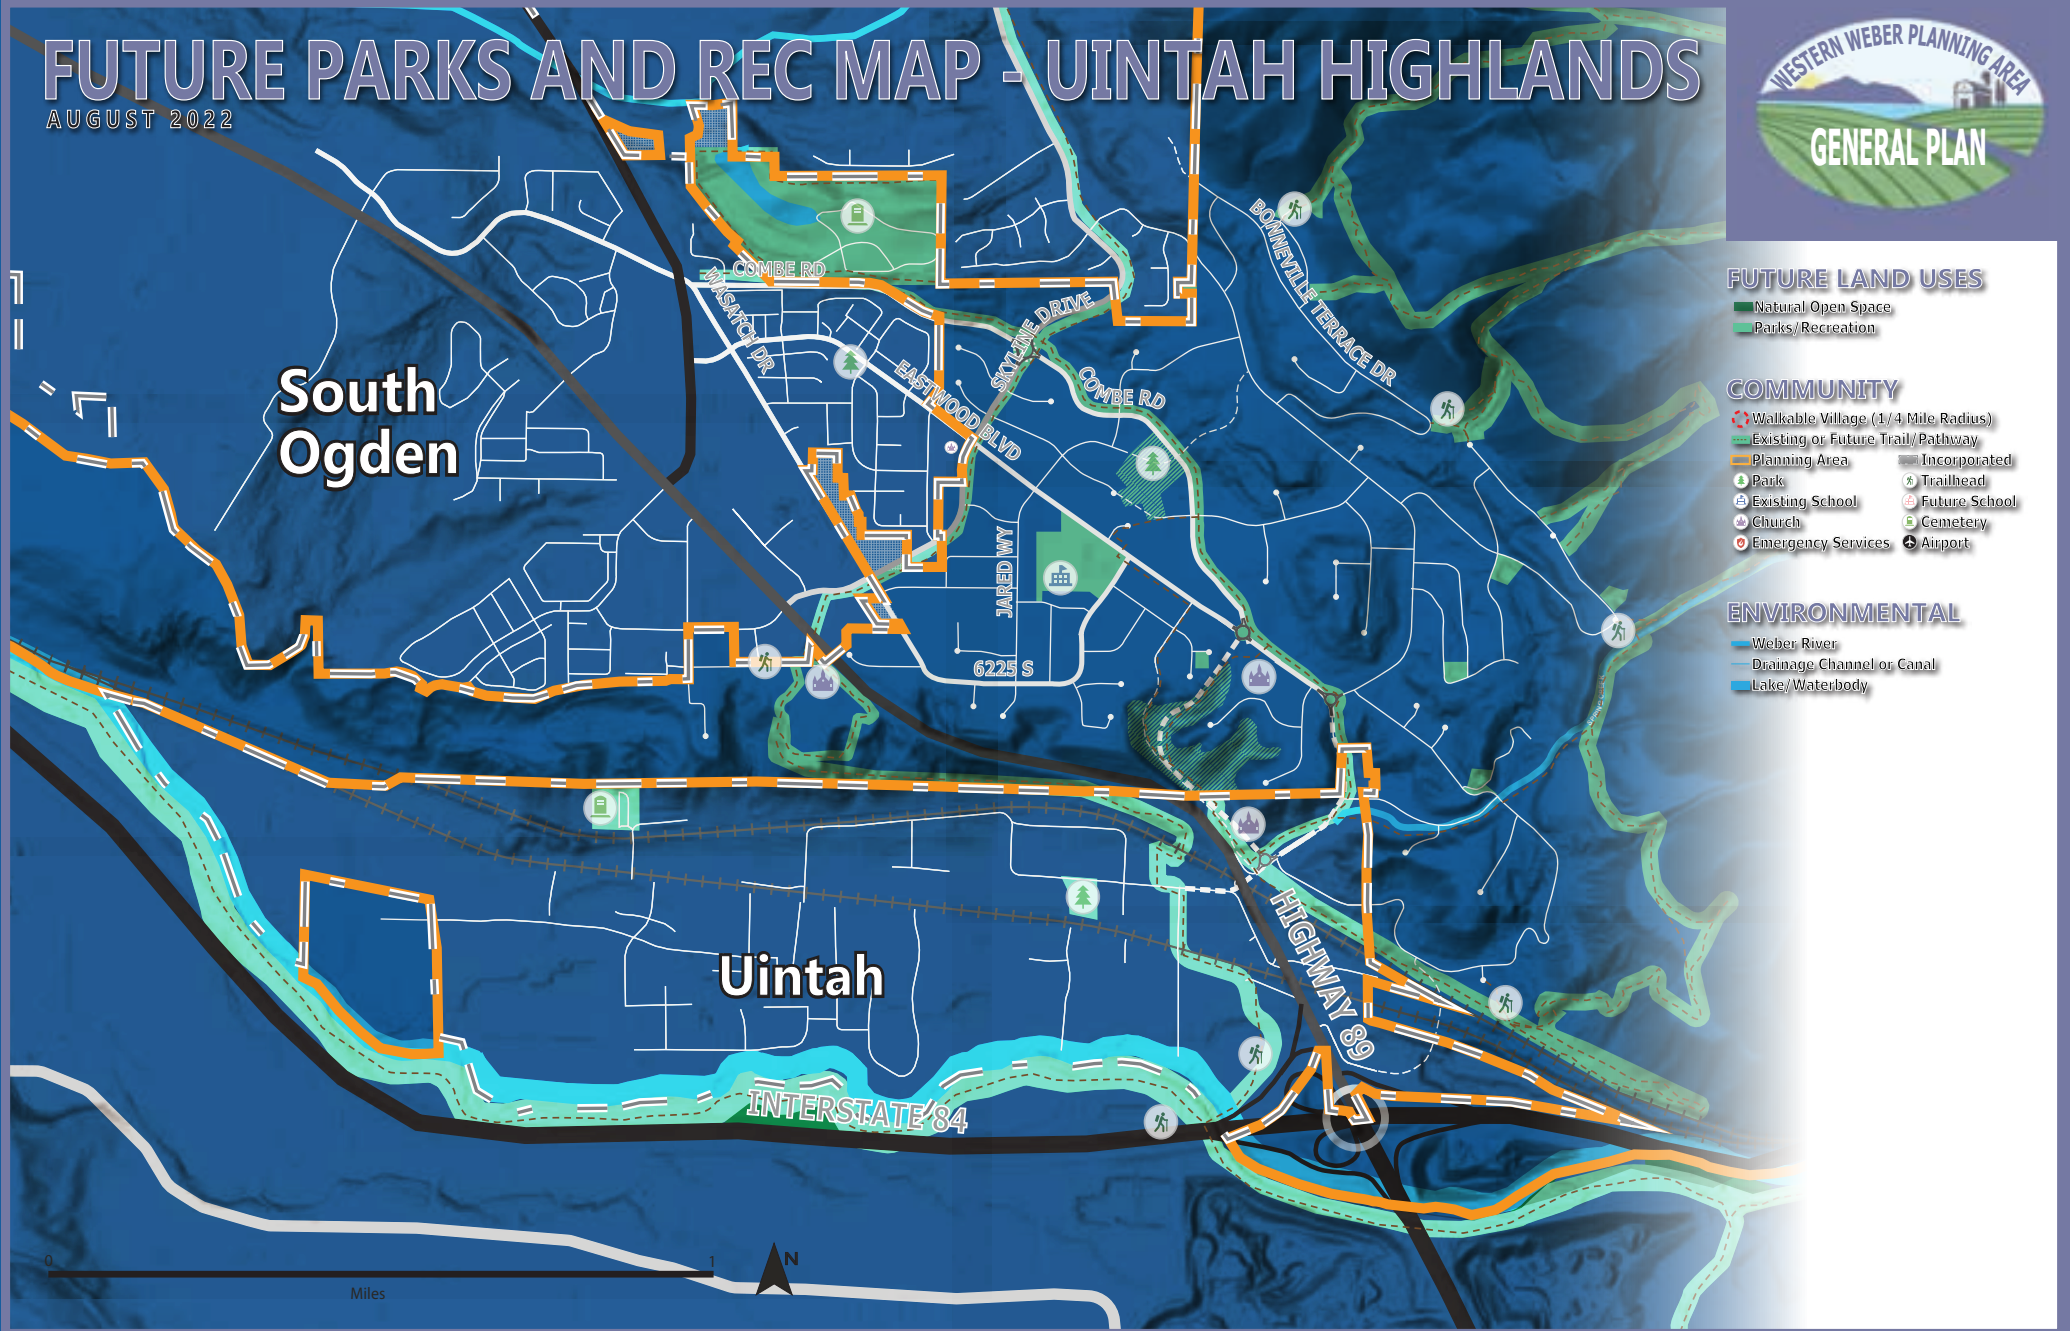 FUTURE PARKS AND REC MAP - UINTAH HIGHLANDS
AUGUST 2022
WESTERN WEBER PLANNING AREA
GENERAL PLAN
FUTURE LAND USES
Natural Open Space
Parks/Recreation
COMMUNITY
Walkable Village (1/4 Mile Radius)
Existing or Future Trail/Pathway
Planning Area
Incorporated
Park
Trailhead
Existing School
Future School
Church
Cemetery
Emergency Services
Airport
ENVIRONMENTAL
Weber River
Drainage Channel or Canal
Lake/Waterbody
COMBE RD
WASATCH DR
SKYLINE DRIVE
BONNEVILLE TERRACE DR
EASTWOOD BLVD
COMBE RD
South
Ogden
JARED WY
6225 S
Uintah
HIGHWAY 89
INTERSTATE 84
0
1
Miles
N